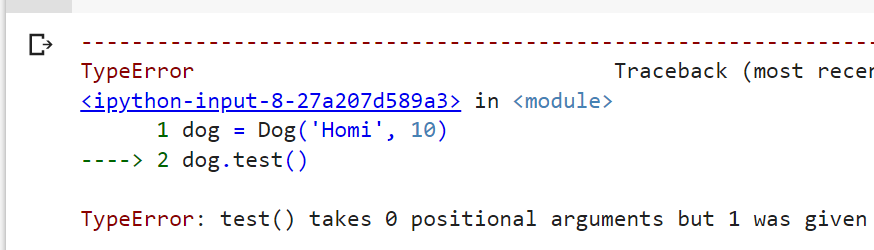 ---------------------------------------------------------------------------
TypeError Traceback (most recen
<ipython-input-8-27a207d589a3> in <module>
1 dog = Dog('Homi', 10)
----> 2 dog.test()
TypeError: test() takes 0 positional arguments but 1 was given